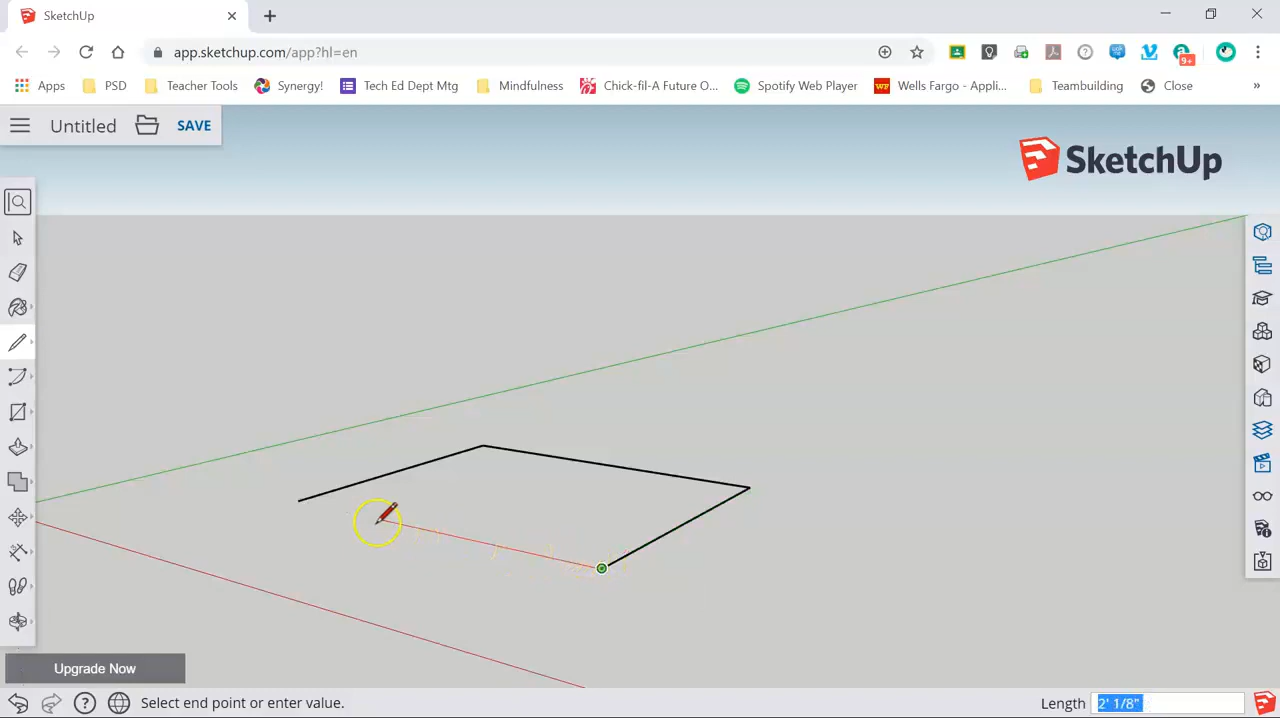 SketchUp
app.sketchup.com/app?hl=en
9+
Apps PSD Teacher Tools Synergy! Tech Ed Dept Mtg Mindfulness Chick-fil-A Future O... Spotify Web Player Wells Fargo - Appli... Teambuilding Close »
Untitled SAVE
SketchUp
Upgrade Now
Select end point or enter value. Length 2' 1/8"